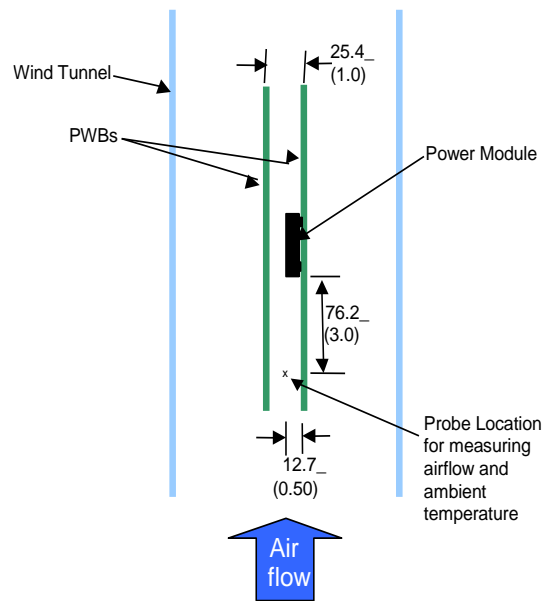 25.4_
(1.0)
Wind Tunnel
PWBs
Power Module
76.2_
(3.0)
x
Probe Location
for measuring
airflow and
ambient
temperature
12.7_
(0.50)
Air
flow